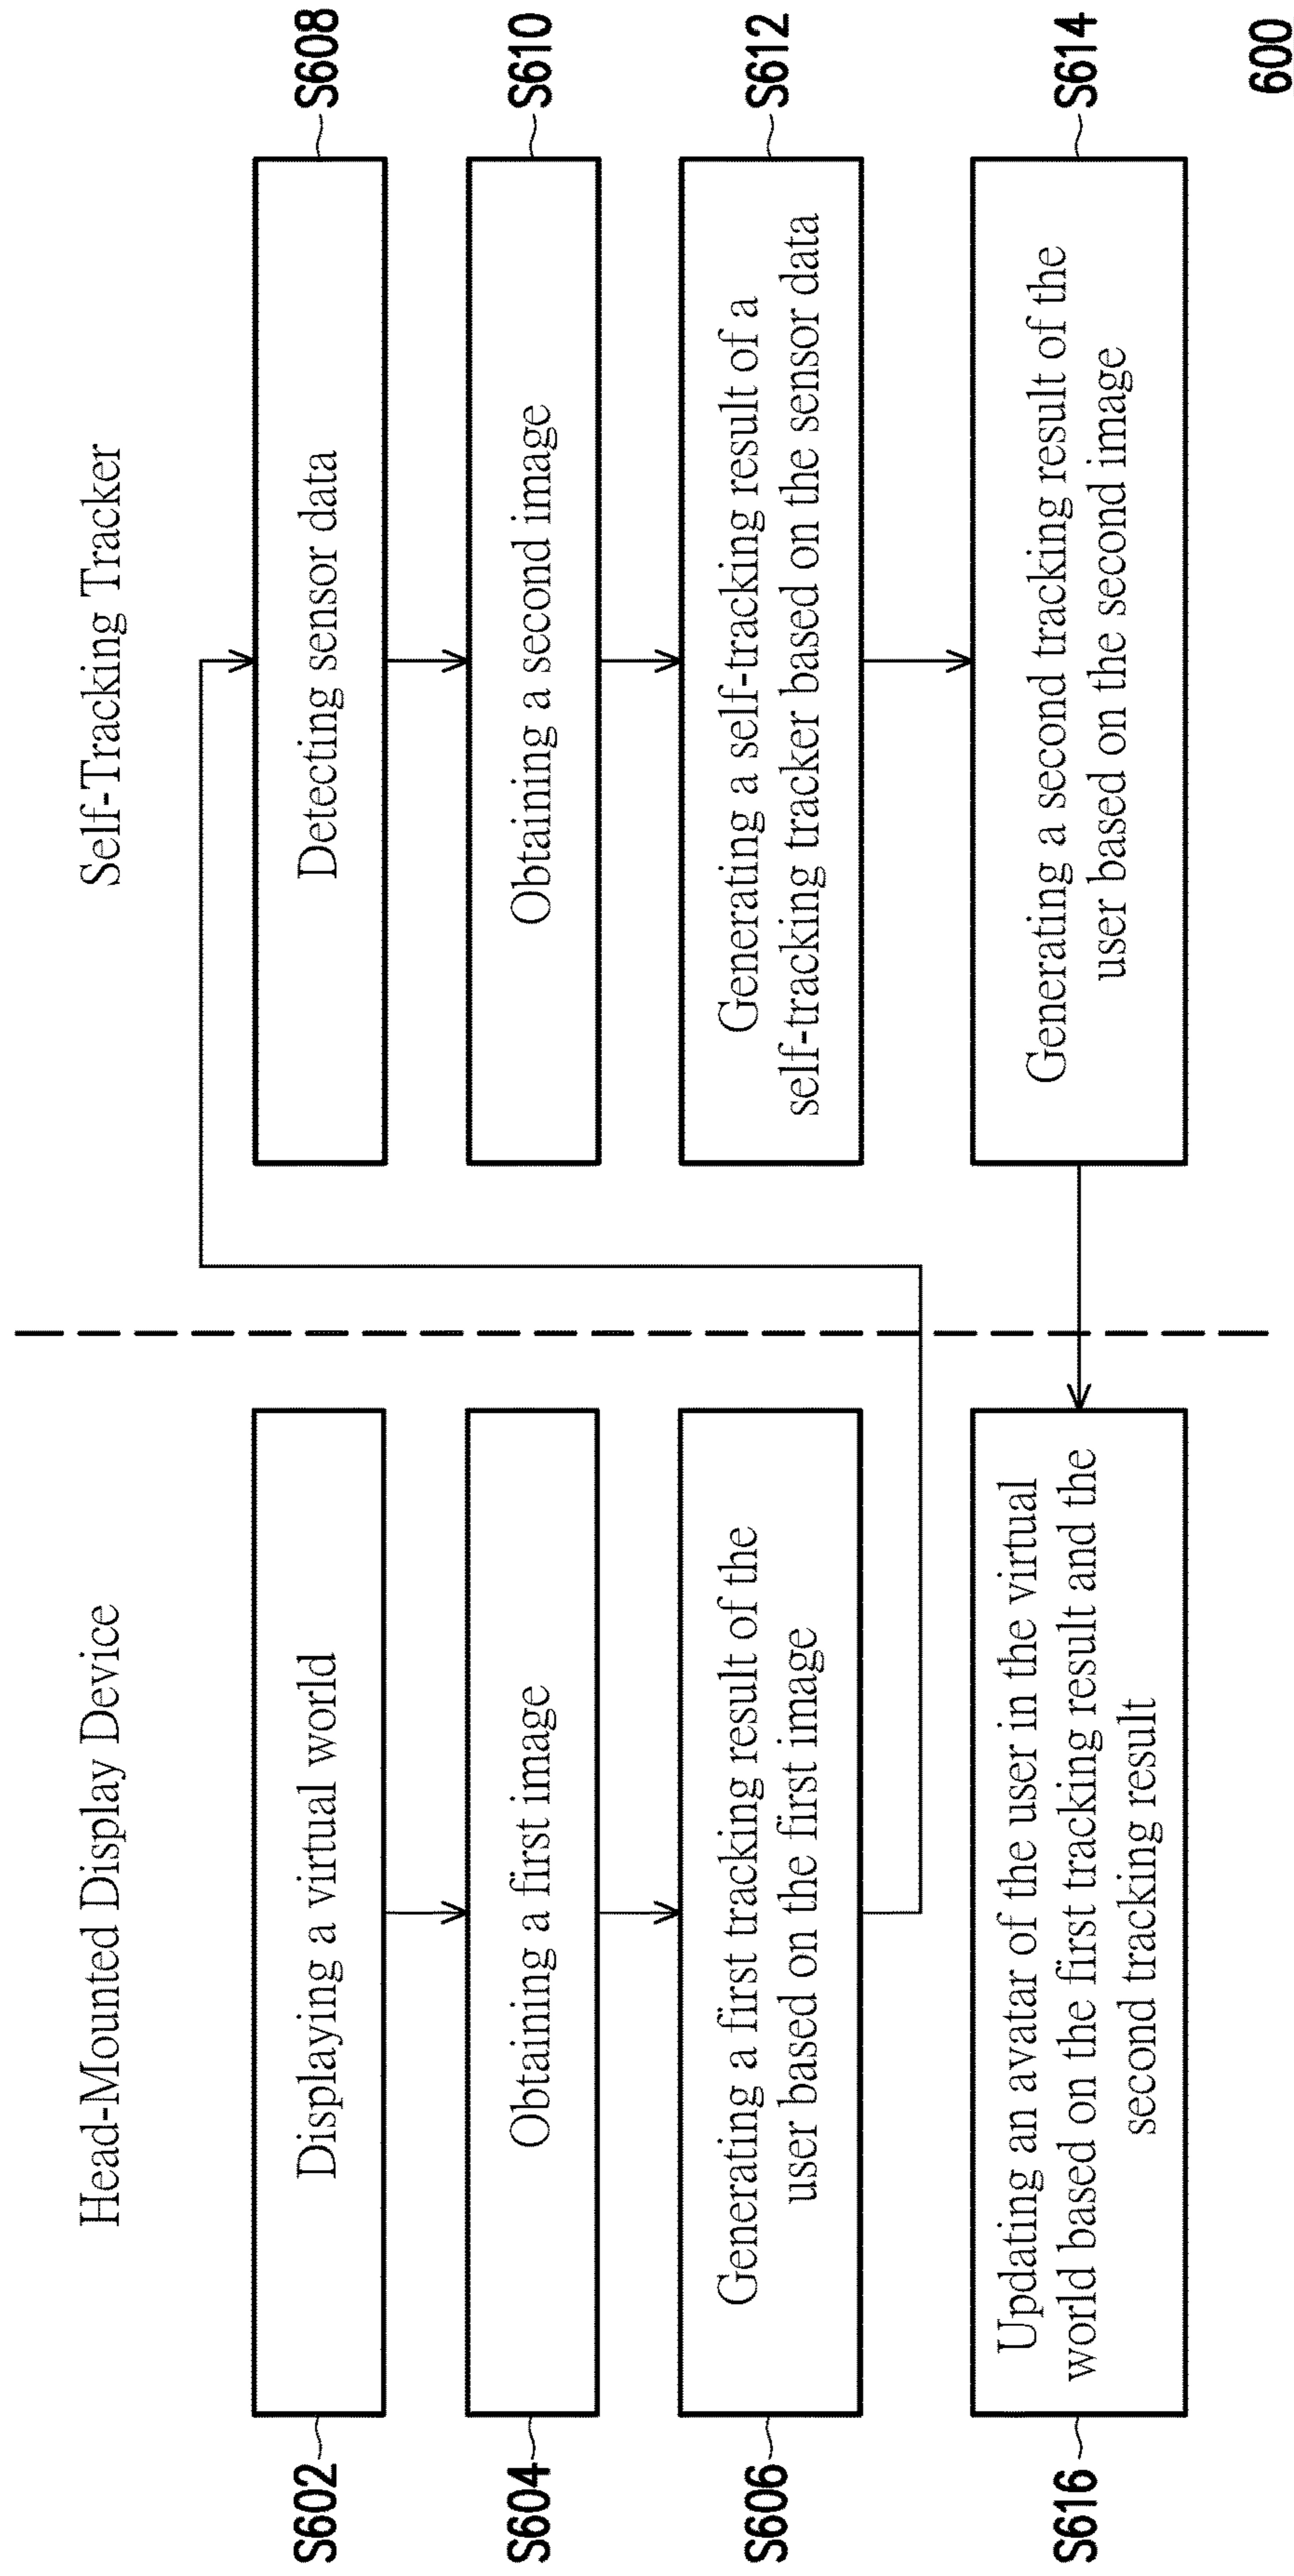 Head-Mounted Display Device
Self-Tracking Tracker
S602
Displaying a virtual world
S604
Obtaining a first image
S606
Generating a first tracking result of the
user based on the first image
S608
Detecting sensor data
S610
Obtaining a second image
S612
Generating a self-tracking result of a
self-tracking tracker based on the sensor data
S614
Generating a second tracking result of the
user based on the second image
S616
Updating an avatar of the user in the virtual
world based on the first tracking result and the
second tracking result
600